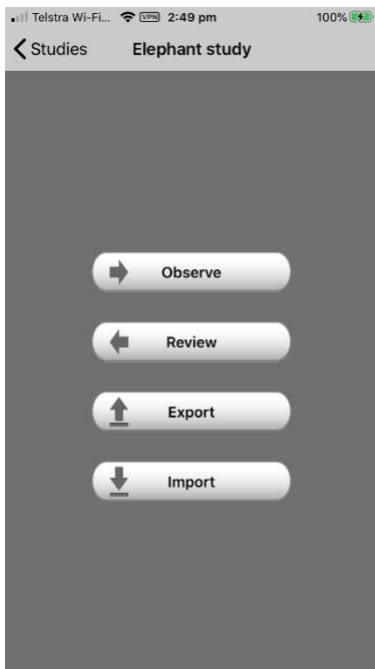 Telstra Wi-Fi... VPN 2:49 pm 100%
Studies Elephant study
Observe
Review
Export
Import